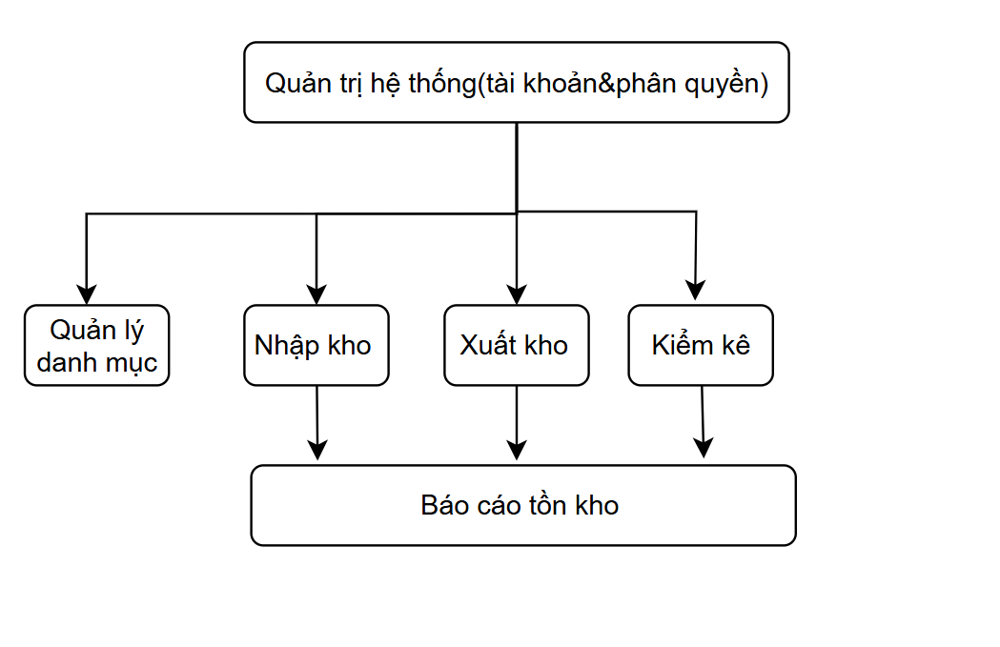 Quản trị hệ thống(tài khoản&phân quyền)
Quản lý
danh mục
Nhập kho
Xuất kho
Kiểm kê
Báo cáo tồn kho